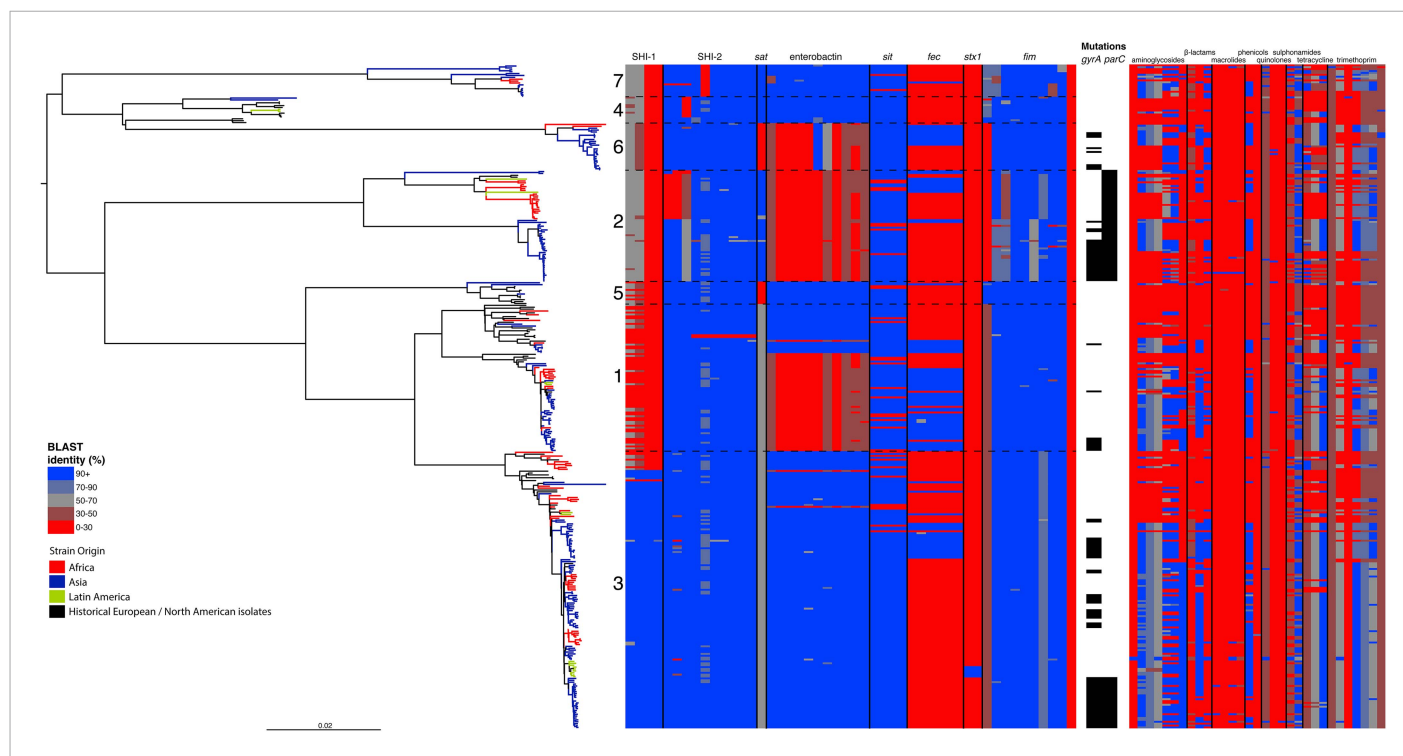 SHI-1 SHI-2 sat enterobactin sit fec stx1 fim
Mutations
gyrA parC
aminoglycosides β-lactams macrolides phenicols quinolones sulphonamides tetracycline trimethoprim
7
4
6
2
5
1
3
BLAST
identity (%)
90+
70-90
50-70
30-50
0-30
Strain Origin
Africa
Asia
Latin America
Historical European / North American isolates
0.02